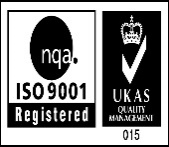 nqa.
ISO 9001
Registered
UKAS
QUALITY
MANAGEMENT
015